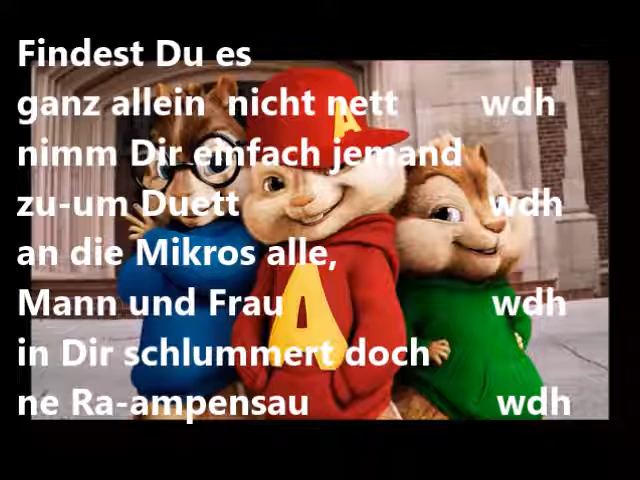 Findest Du es
ganz allein nicht nett wdh
nimm Dir einfach jemand
zu-um Duett wdh
an die Mikros alle,
Mann und Frau wdh
in Dir schlummert doch
ne Ra-ampensau wdh
A
A